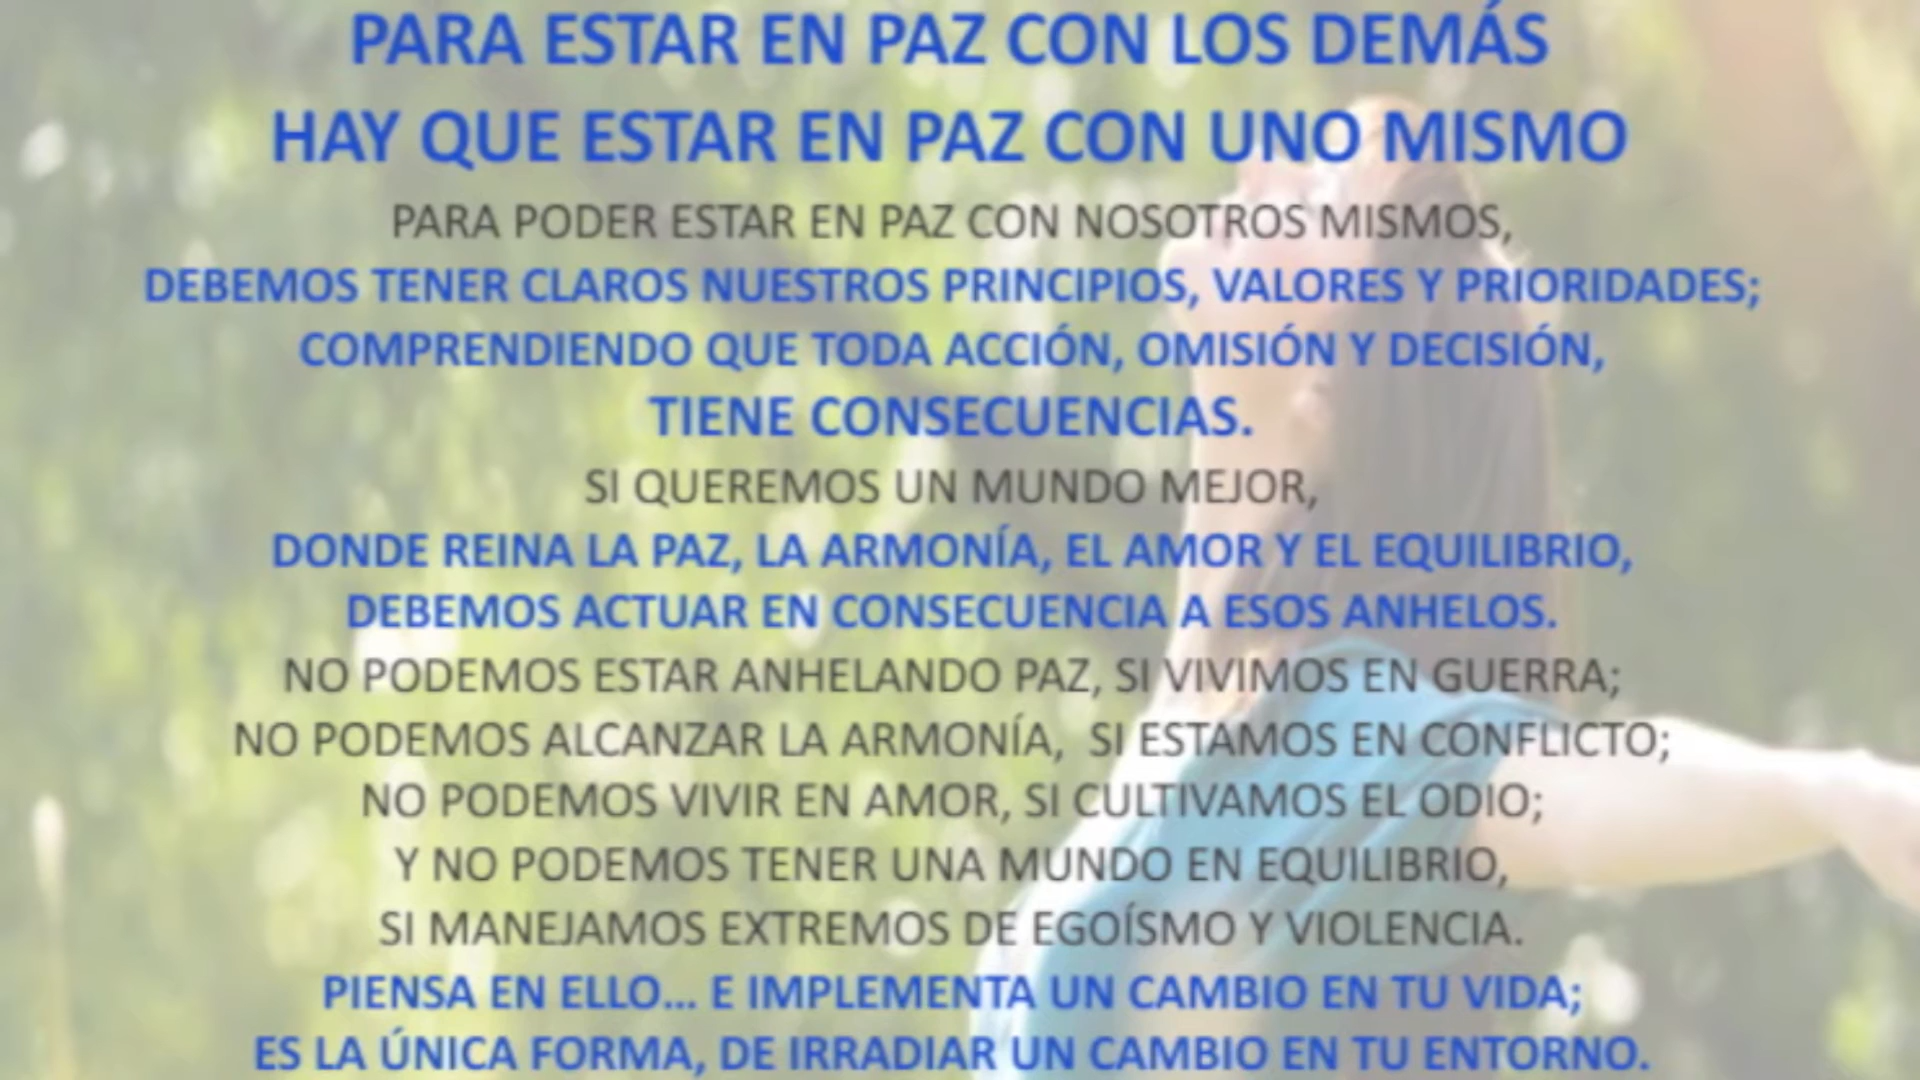 PARA ESTAR EN PAZ CON LOS DEMÁS
HAY QUE ESTAR EN PAZ CON UNO MISMO
PARA PODER ESTAR EN PAZ CON NOSOTROS MISMOS,
DEBEMOS TENER CLAROS NUESTROS PRINCIPIOS, VALORES Y PRIORIDADES;
COMPRENDIENDO QUE TODA ACCIÓN, OMISIÓN Y DECISIÓN,
TIENE CONSECUENCIAS.
SI QUEREMOS UN MUNDO MEJOR,
DONDE REINA LA PAZ, LA ARMONÍA, EL AMOR Y EL EQUILIBRIO,
DEBEMOS ACTUAR EN CONSECUENCIA A ESOS ANHELOS.
NO PODEMOS ESTAR ANHELANDO PAZ, SI VIVIMOS EN GUERRA;
NO PODEMOS ALCANZAR LA ARMONÍA, SI ESTAMOS EN CONFLICTO;
NO PODEMOS VIVIR EN AMOR, SI CULTIVAMOS EL ODIO;
Y NO PODEMOS TENER UNA MUNDO EN EQUILIBRIO,
SI MANEJAMOS EXTREMOS DE EGOÍSMO Y VIOLENCIA.
PIENSA EN ELLO... E IMPLEMENTA UN CAMBIO EN TU VIDA;
ES LA ÚNICA FORMA, DE IRRADIAR UN CAMBIO EN TU ENTORNO.